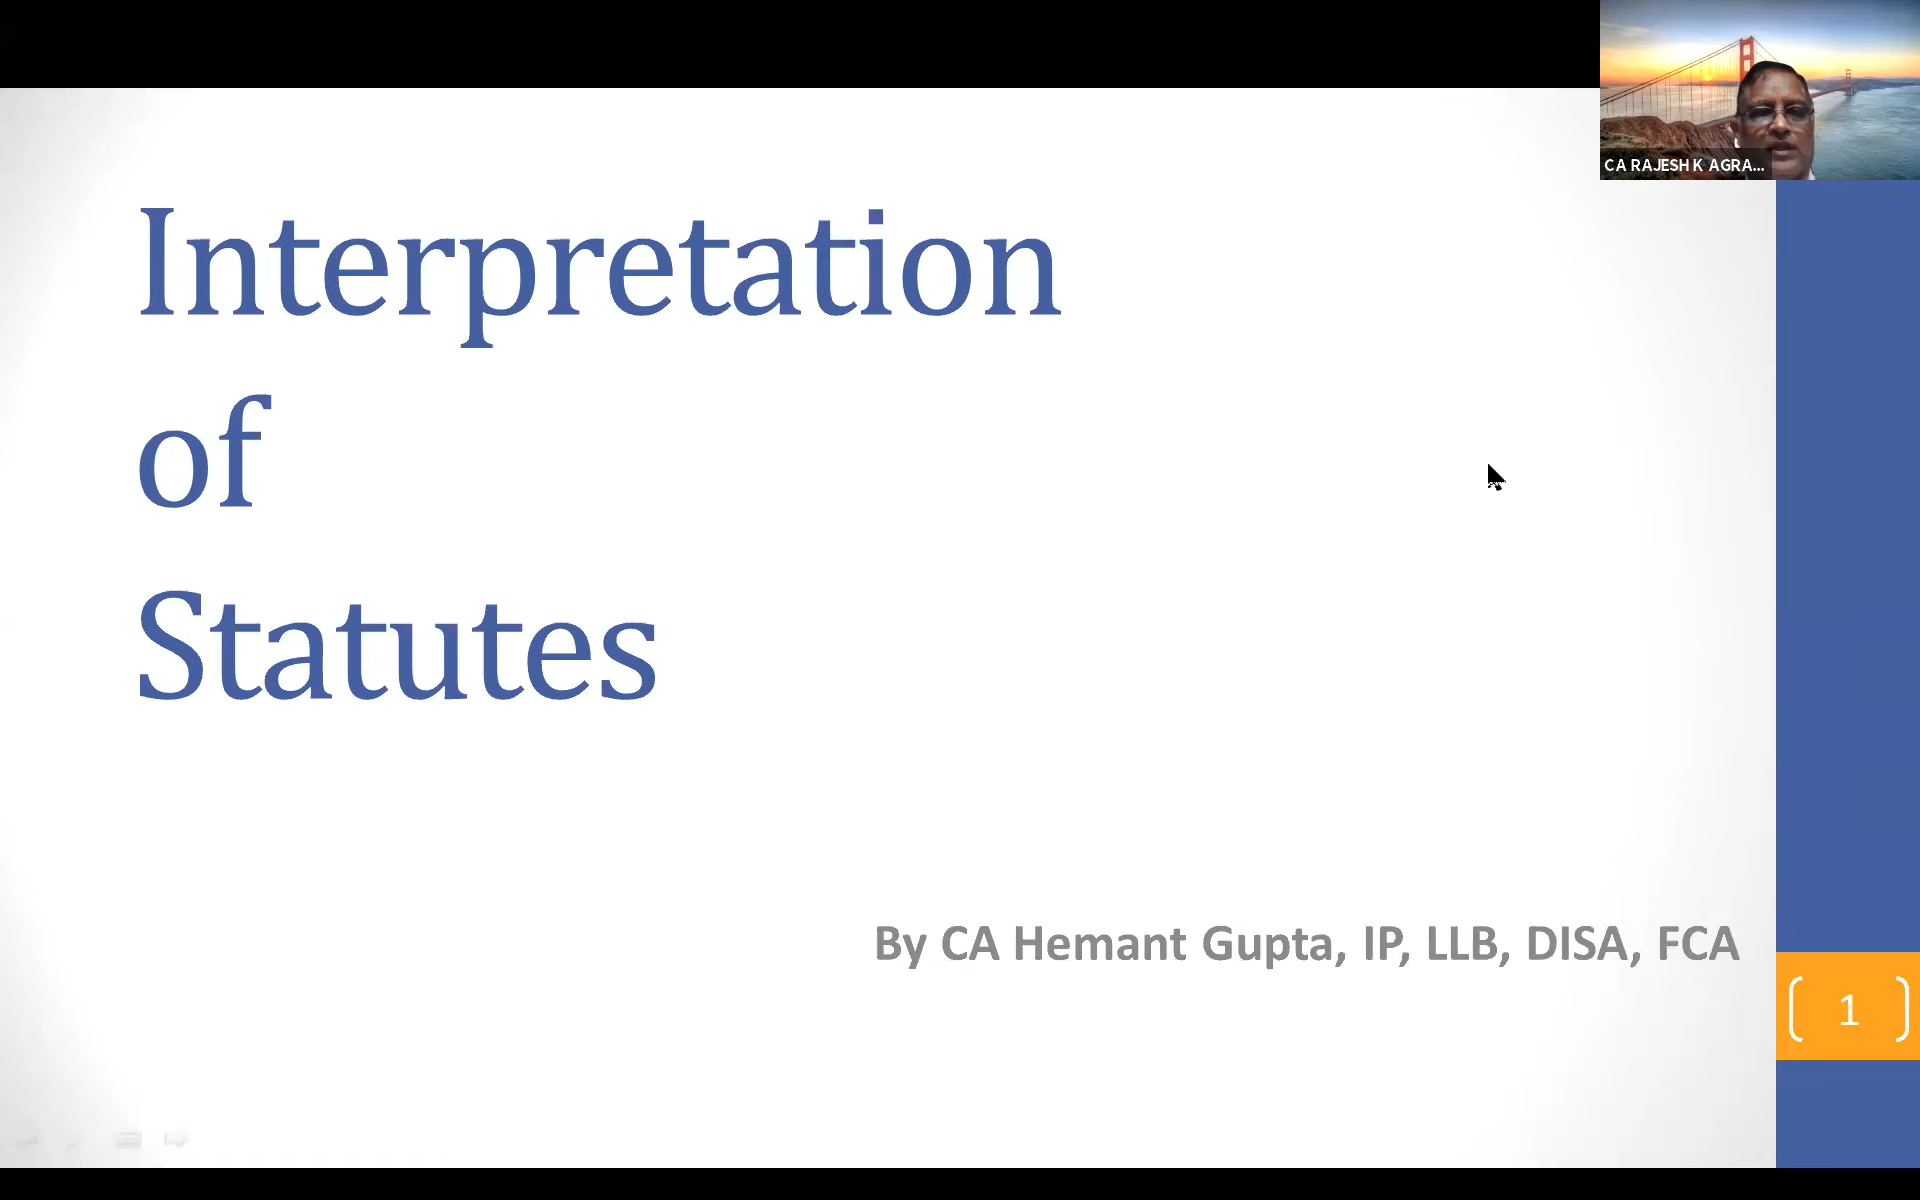 CA RAJESH K AGRA...
Interpretation
of
Statutes
By CA Hemant Gupta, IP, LLB, DISA, FCA
1